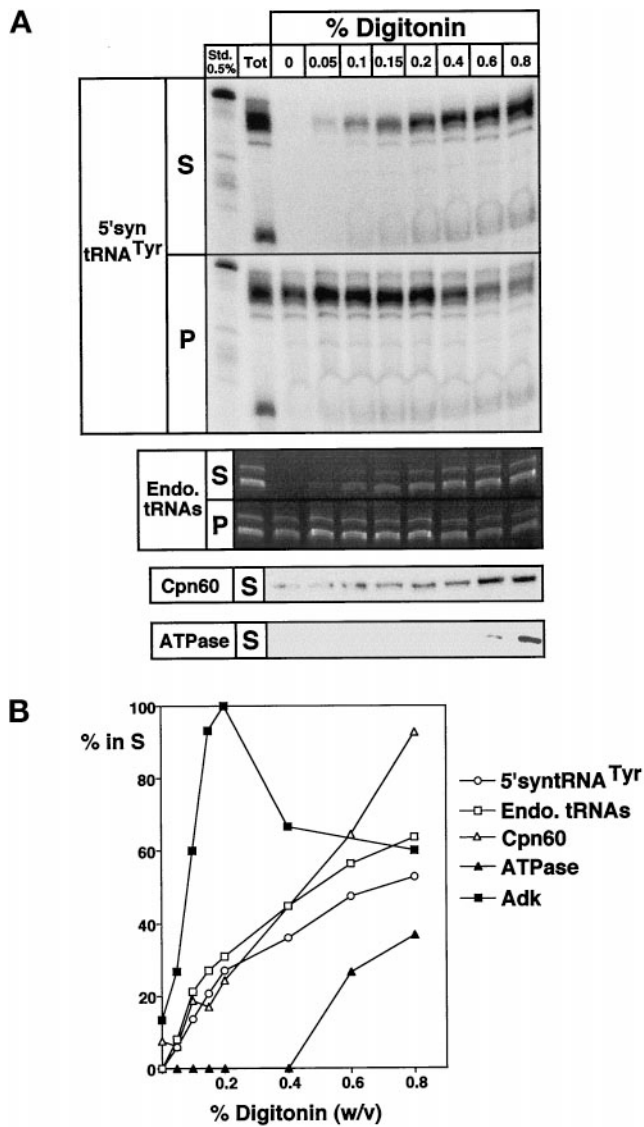 A
% Digitonin
Std. 0.5% Tot 0 0.05 0.1 0.15 0.2 0.4 0.6 0.8
S
5'syn
tRNA Tyr
P
Endo. tRNAs
S
P
Cpn60 S
ATPase S
B
100
% in S
80
60
40
20
0
0.2 0.4 0.6 0.8
% Digitonin (w/v)
5'syntRNA Tyr
Endo. tRNAs
Cpn60
ATPase
Adk